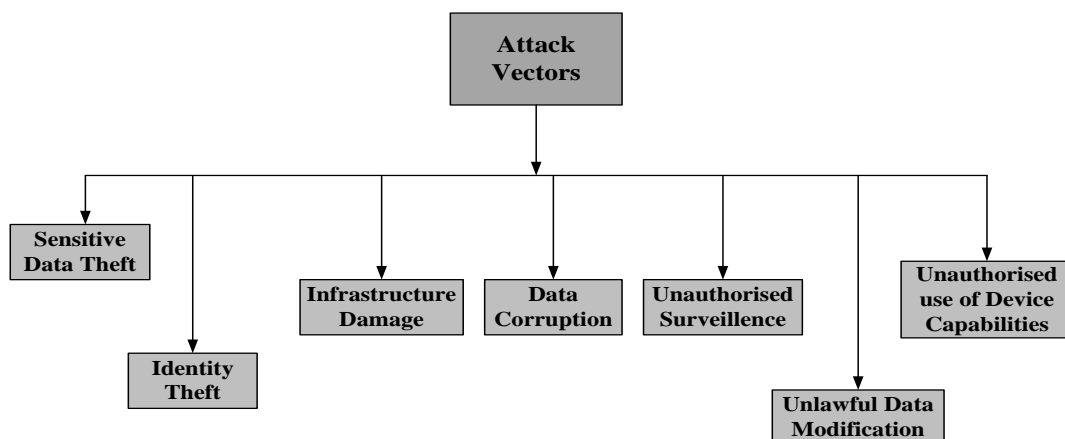 Attack
Vectors
Sensitive
Data Theft
Identity
Theft
Infrastructure
Damage
Data
Corruption
Unauthorised
Surveillence
Unlawful Data
Modification
Unauthorised
use of Device
Capabilities